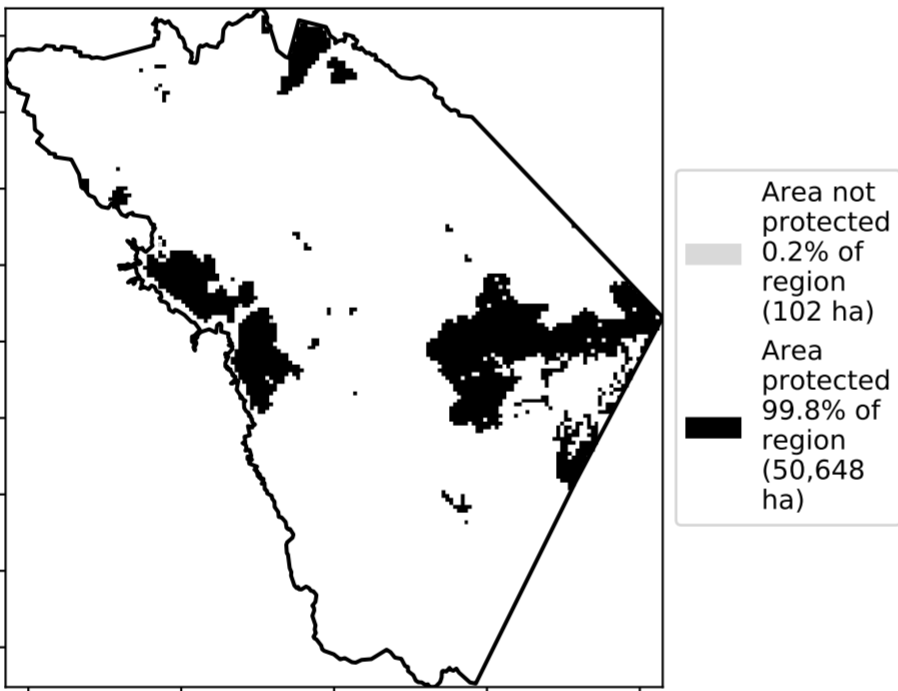 Area not
protected
0.2% of
region
(102 ha)
Area
protected
99.8% of
region
(50,648
ha)